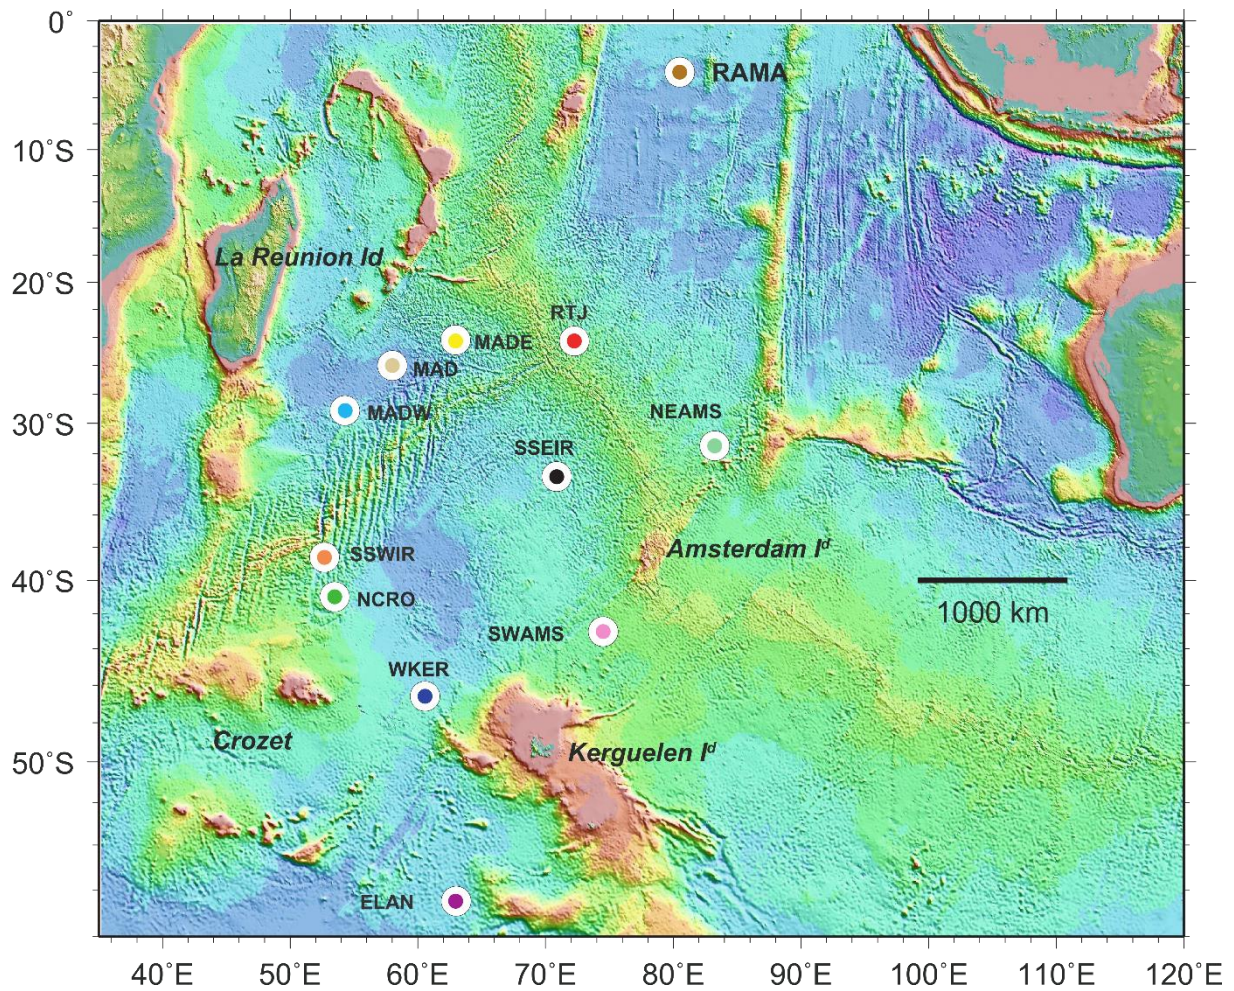 0°
RAMA
10°S
La Reunion Id
20°S
RTJ
MADE
MAD
MADW
NEAMS
30°S
SSEIR
SSWIR
Amsterdam Iᵈ
40°S
NCRO
1000 km
SWAMS
WKER
Crozet
Kerguelen Iᵈ
50°S
ELAN
40°E 50°E 60°E 70°E 80°E 90°E 100°E 110°E 120°E